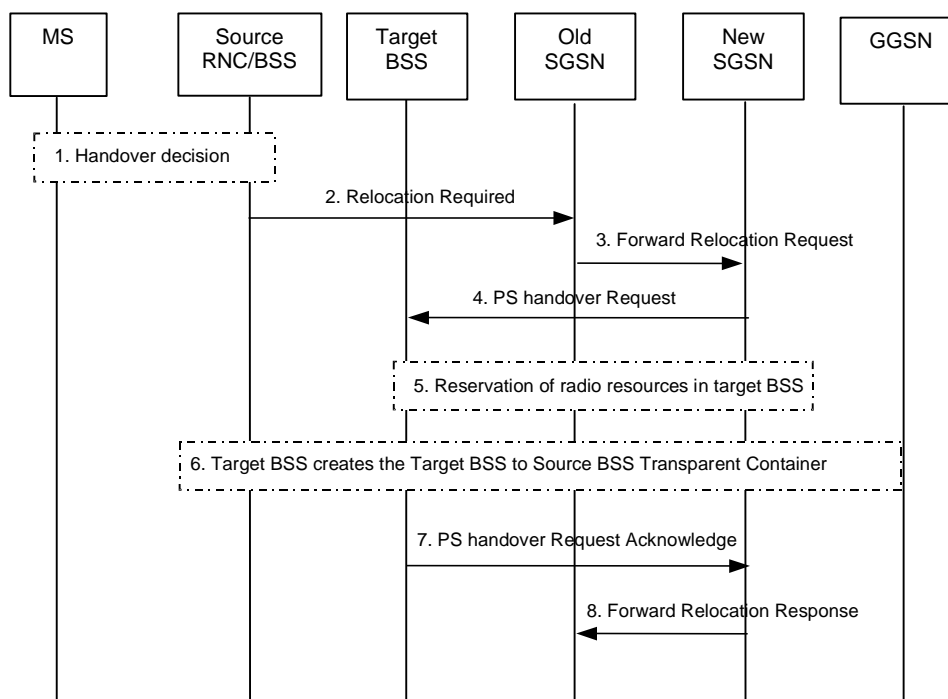 MS
Source
RNC/BSS
Target
BSS
Old
SGSN
New
SGSN
GGSN
1. Handover decision
2. Relocation Required
3. Forward Relocation Request
4. PS handover Request
5. Reservation of radio resources in target BSS
6. Target BSS creates the Target BSS to Source BSS Transparent Container
7. PS handover Request Acknowledge
8. Forward Relocation Response